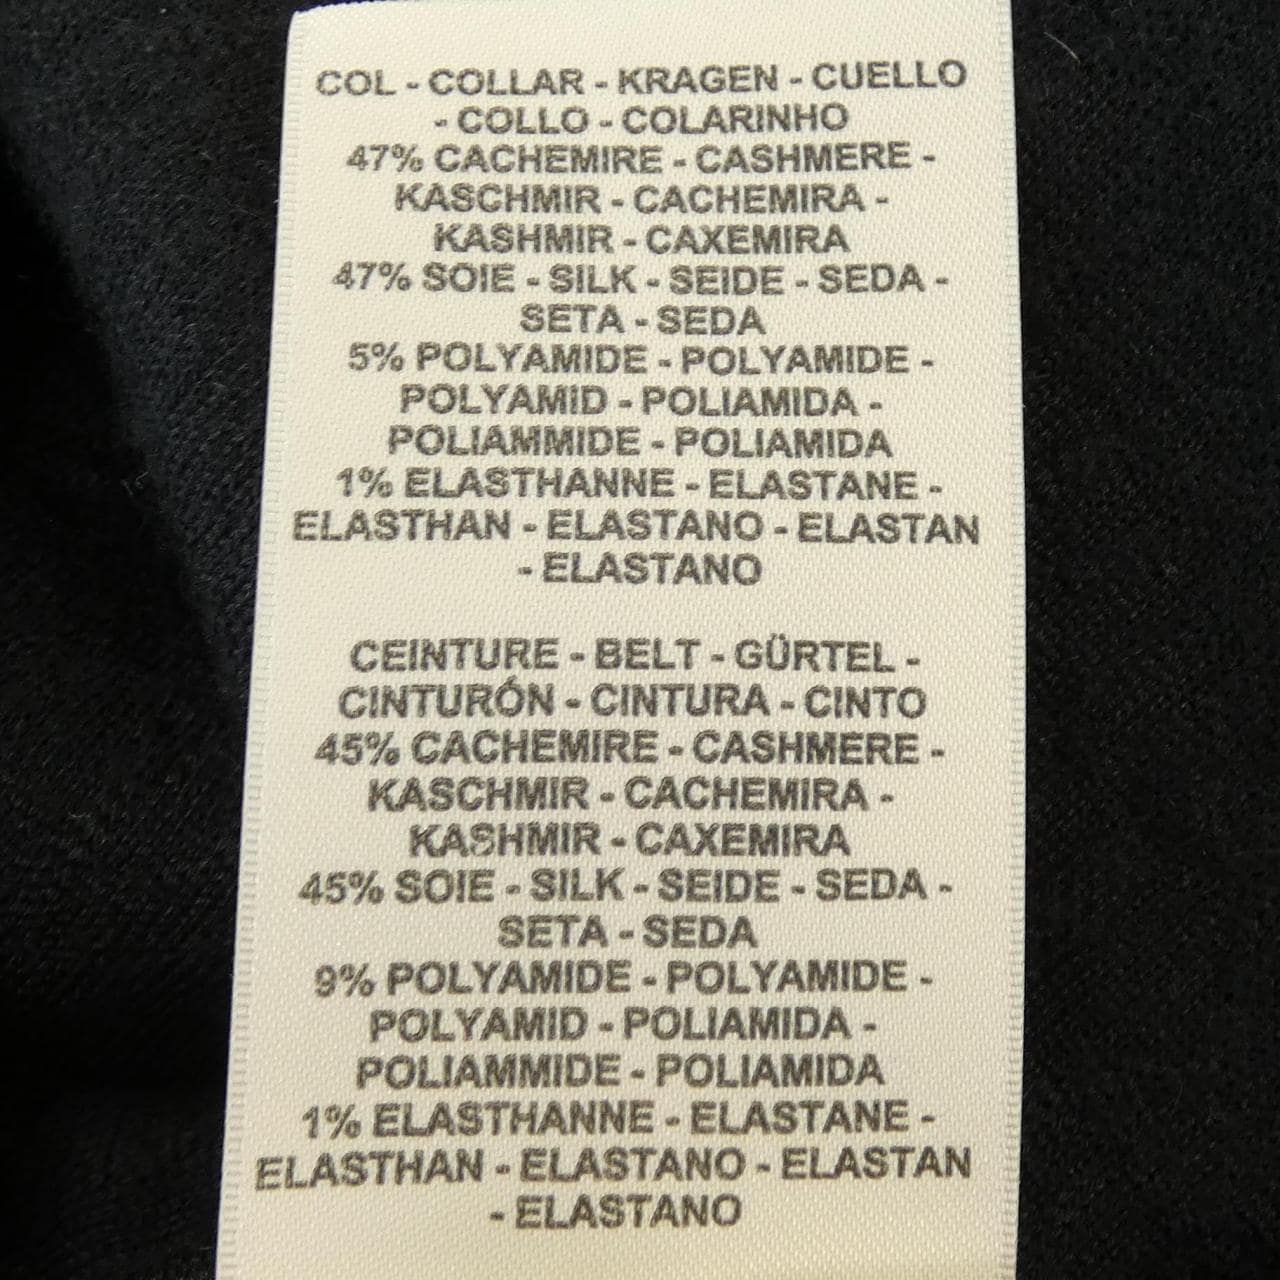 COL - COLLAR - KRAGEN - CUELLO
- COLLO - COLARINHO
47% CACHEMIRE - CASHMERE -
KASCHMIR - CACHEMIRA -
KASHMIR - CAXEMIRA
47% SOIE - SILK - SEIDE - SEDA -
SETA - SEDA
5% POLYAMIDE - POLYAMIDE -
POLYAMID - POLIAMIDA -
POLIAMMIDE - POLIAMIDA
1% ELASTHANNE - ELASTANE -
ELASTHAN - ELASTANO - ELASTAN
- ELASTANO
CEINTURE - BELT - GÜRTEL -
CINTURÓN - CINTURA - CINTO
45% CACHEMIRE - CASHMERE -
KASCHMIR - CACHEMIRA -
KASHMIR - CAXEMIRA
45% SOIE - SILK - SEIDE - SEDA -
SETA - SEDA
9% POLYAMIDE - POLYAMIDE -
POLYAMID - POLIAMIDA -
POLIAMMIDE - POLIAMIDA
1% ELASTHANNE - ELASTANE -
ELASTHAN - ELASTANO - ELASTAN
- ELASTANO